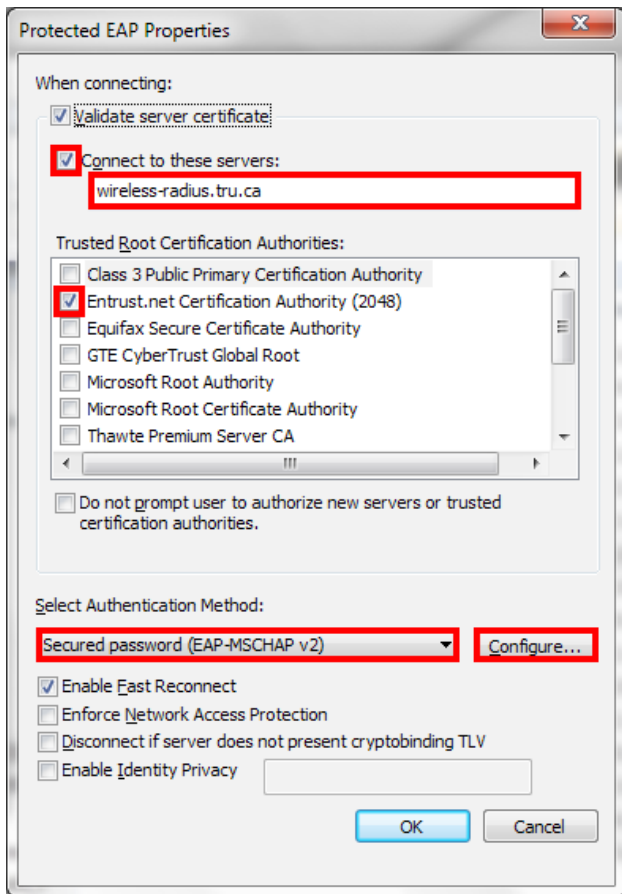 Protected EAP Properties
When connecting:
Validate server certificate
Connect to these servers:
wireless-radius.tru.ca
Trusted Root Certification Authorities:
Class 3 Public Primary Certification Authority
Entrust.net Certification Authority (2048)
Equifax Secure Certificate Authority
GTE CyberTrust Global Root
Microsoft Root Authority
Microsoft Root Certificate Authority
Thawte Premium Server CA
Do not prompt user to authorize new servers or trusted
certification authorities.
Select Authentication Method:
Secured password (EAP-MSCHAP v2)
Configure...
Enable Fast Reconnect
Enforce Network Access Protection
Disconnect if server does not present cryptobinding TLV
Enable Identity Privacy
OK
Cancel